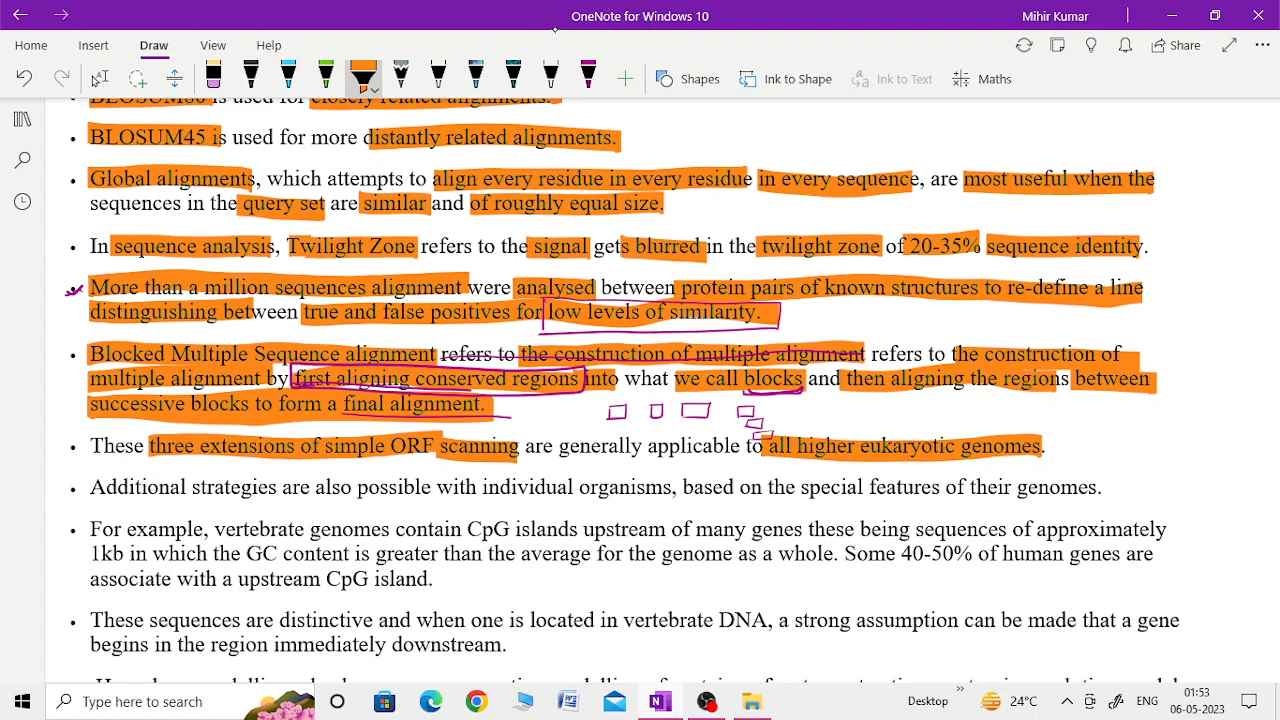 OneNote for Windows 10
Mihir Kumar
Home Insert Draw View Help
Share
Shapes Ink to Shape Ink to Text Maths
BLOSUM80 is used for closely related alignments.
BLOSUM45 is used for more distantly related alignments.
Global alignments, which attempts to align every residue in every residue in every sequence, are most useful when the
sequences in the query set are similar and of roughly equal size.
In sequence analysis, Twilight Zone refers to the signal gets blurred in the twilight zone of 20-35% sequence identity.
More than a million sequences alignment were analysed between protein pairs of known structures to re-define a line
distinguishing between true and false positives for low levels of similarity.
Blocked Multiple Sequence alignment refers to the construction of multiple alignment refers to the construction of
multiple alignment by first aligning conserved regions into what we call blocks and then aligning the regions between
successive blocks to form a final alignment.
These three extensions of simple ORF scanning are generally applicable to all higher eukaryotic genomes.
Additional strategies are also possible with individual organisms, based on the special features of their genomes.
For example, vertebrate genomes contain CpG islands upstream of many genes these being sequences of approximately
1kb in which the GC content is greater than the average for the genome as a whole. Some 40-50% of human genes are
associate with a upstream CpG island.
These sequences are distinctive and when one is located in vertebrate DNA, a strong assumption can be made that a gene
begins in the region immediately downstream.
Type here to search
Desktop
24°C
ENG
01:53
06-05-2023